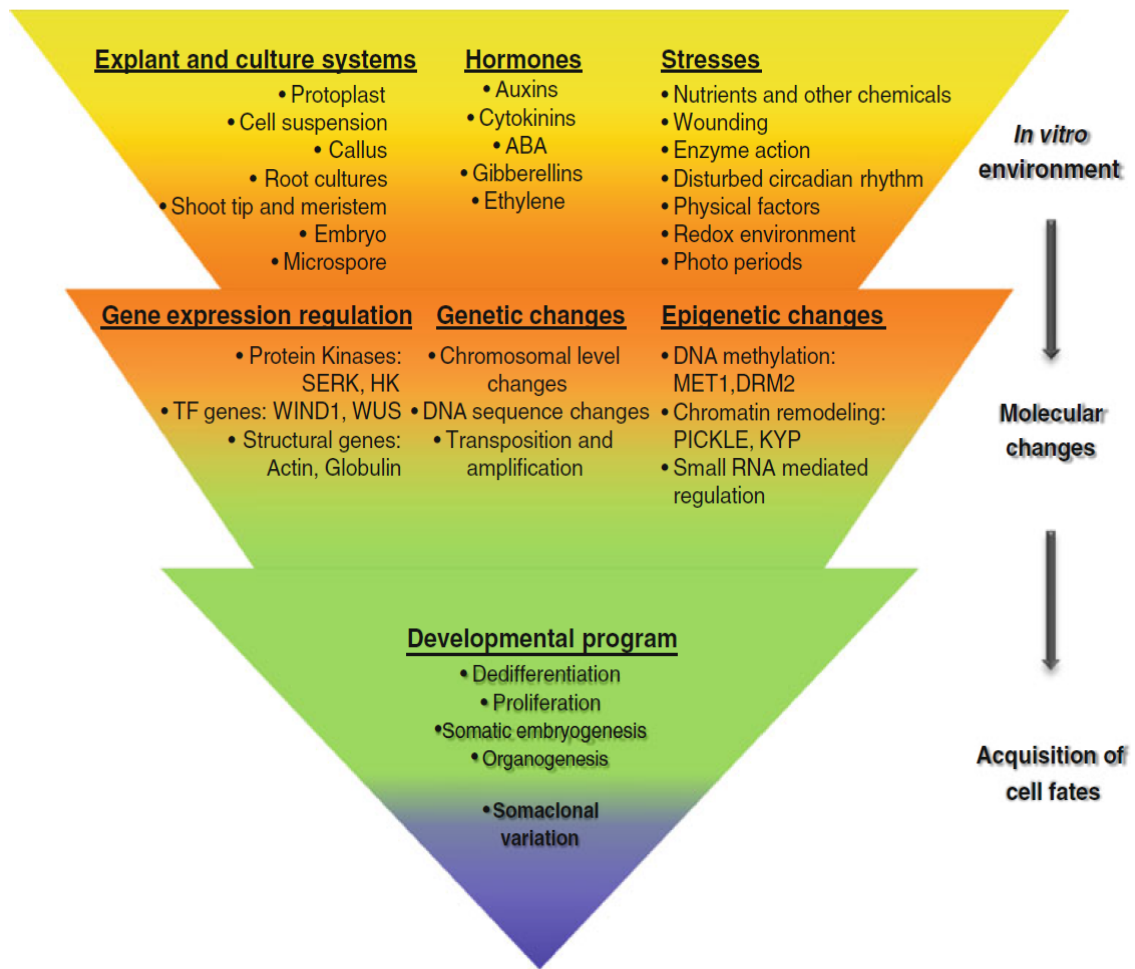 Explant and culture systems
• Protoplast
• Cell suspension
• Callus
• Root cultures
• Shoot tip and meristem
• Embryo
• Microspore
Hormones
• Auxins
• Cytokinins
• ABA
• Gibberellins
• Ethylene
Stresses
• Nutrients and other chemicals
• Wounding
• Enzyme action
• Disturbed circadian rhythm
• Physical factors
• Redox environment
• Photo periods
In vitro
environment
Gene expression regulation
• Protein Kinases:
SERK, HK
• TF genes: WIND1, WUS
• Structural genes:
Actin, Globulin
Genetic changes
• Chromosomal level
changes
• DNA sequence changes
• Transposition and
amplification
Epigenetic changes
• DNA methylation:
MET1,DRM2
• Chromatin remodeling:
PICKLE, KYP
• Small RNA mediated
regulation
Molecular
changes
Developmental program
• Dedifferentiation
• Proliferation
•Somatic embryogenesis
• Organogenesis
• Somaclonal
variation
Acquisition of
cell fates